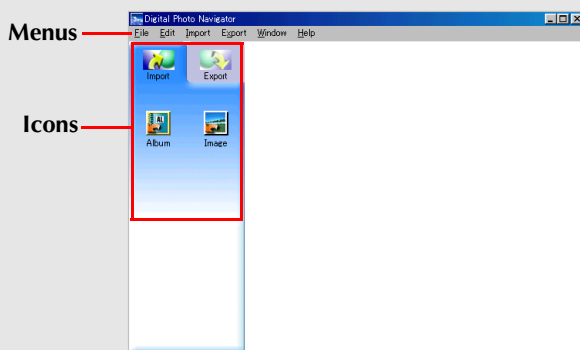 Digital Photo Navigator
Menus
File Edit Import Export Window Help
Import Export
Icons
Album Image